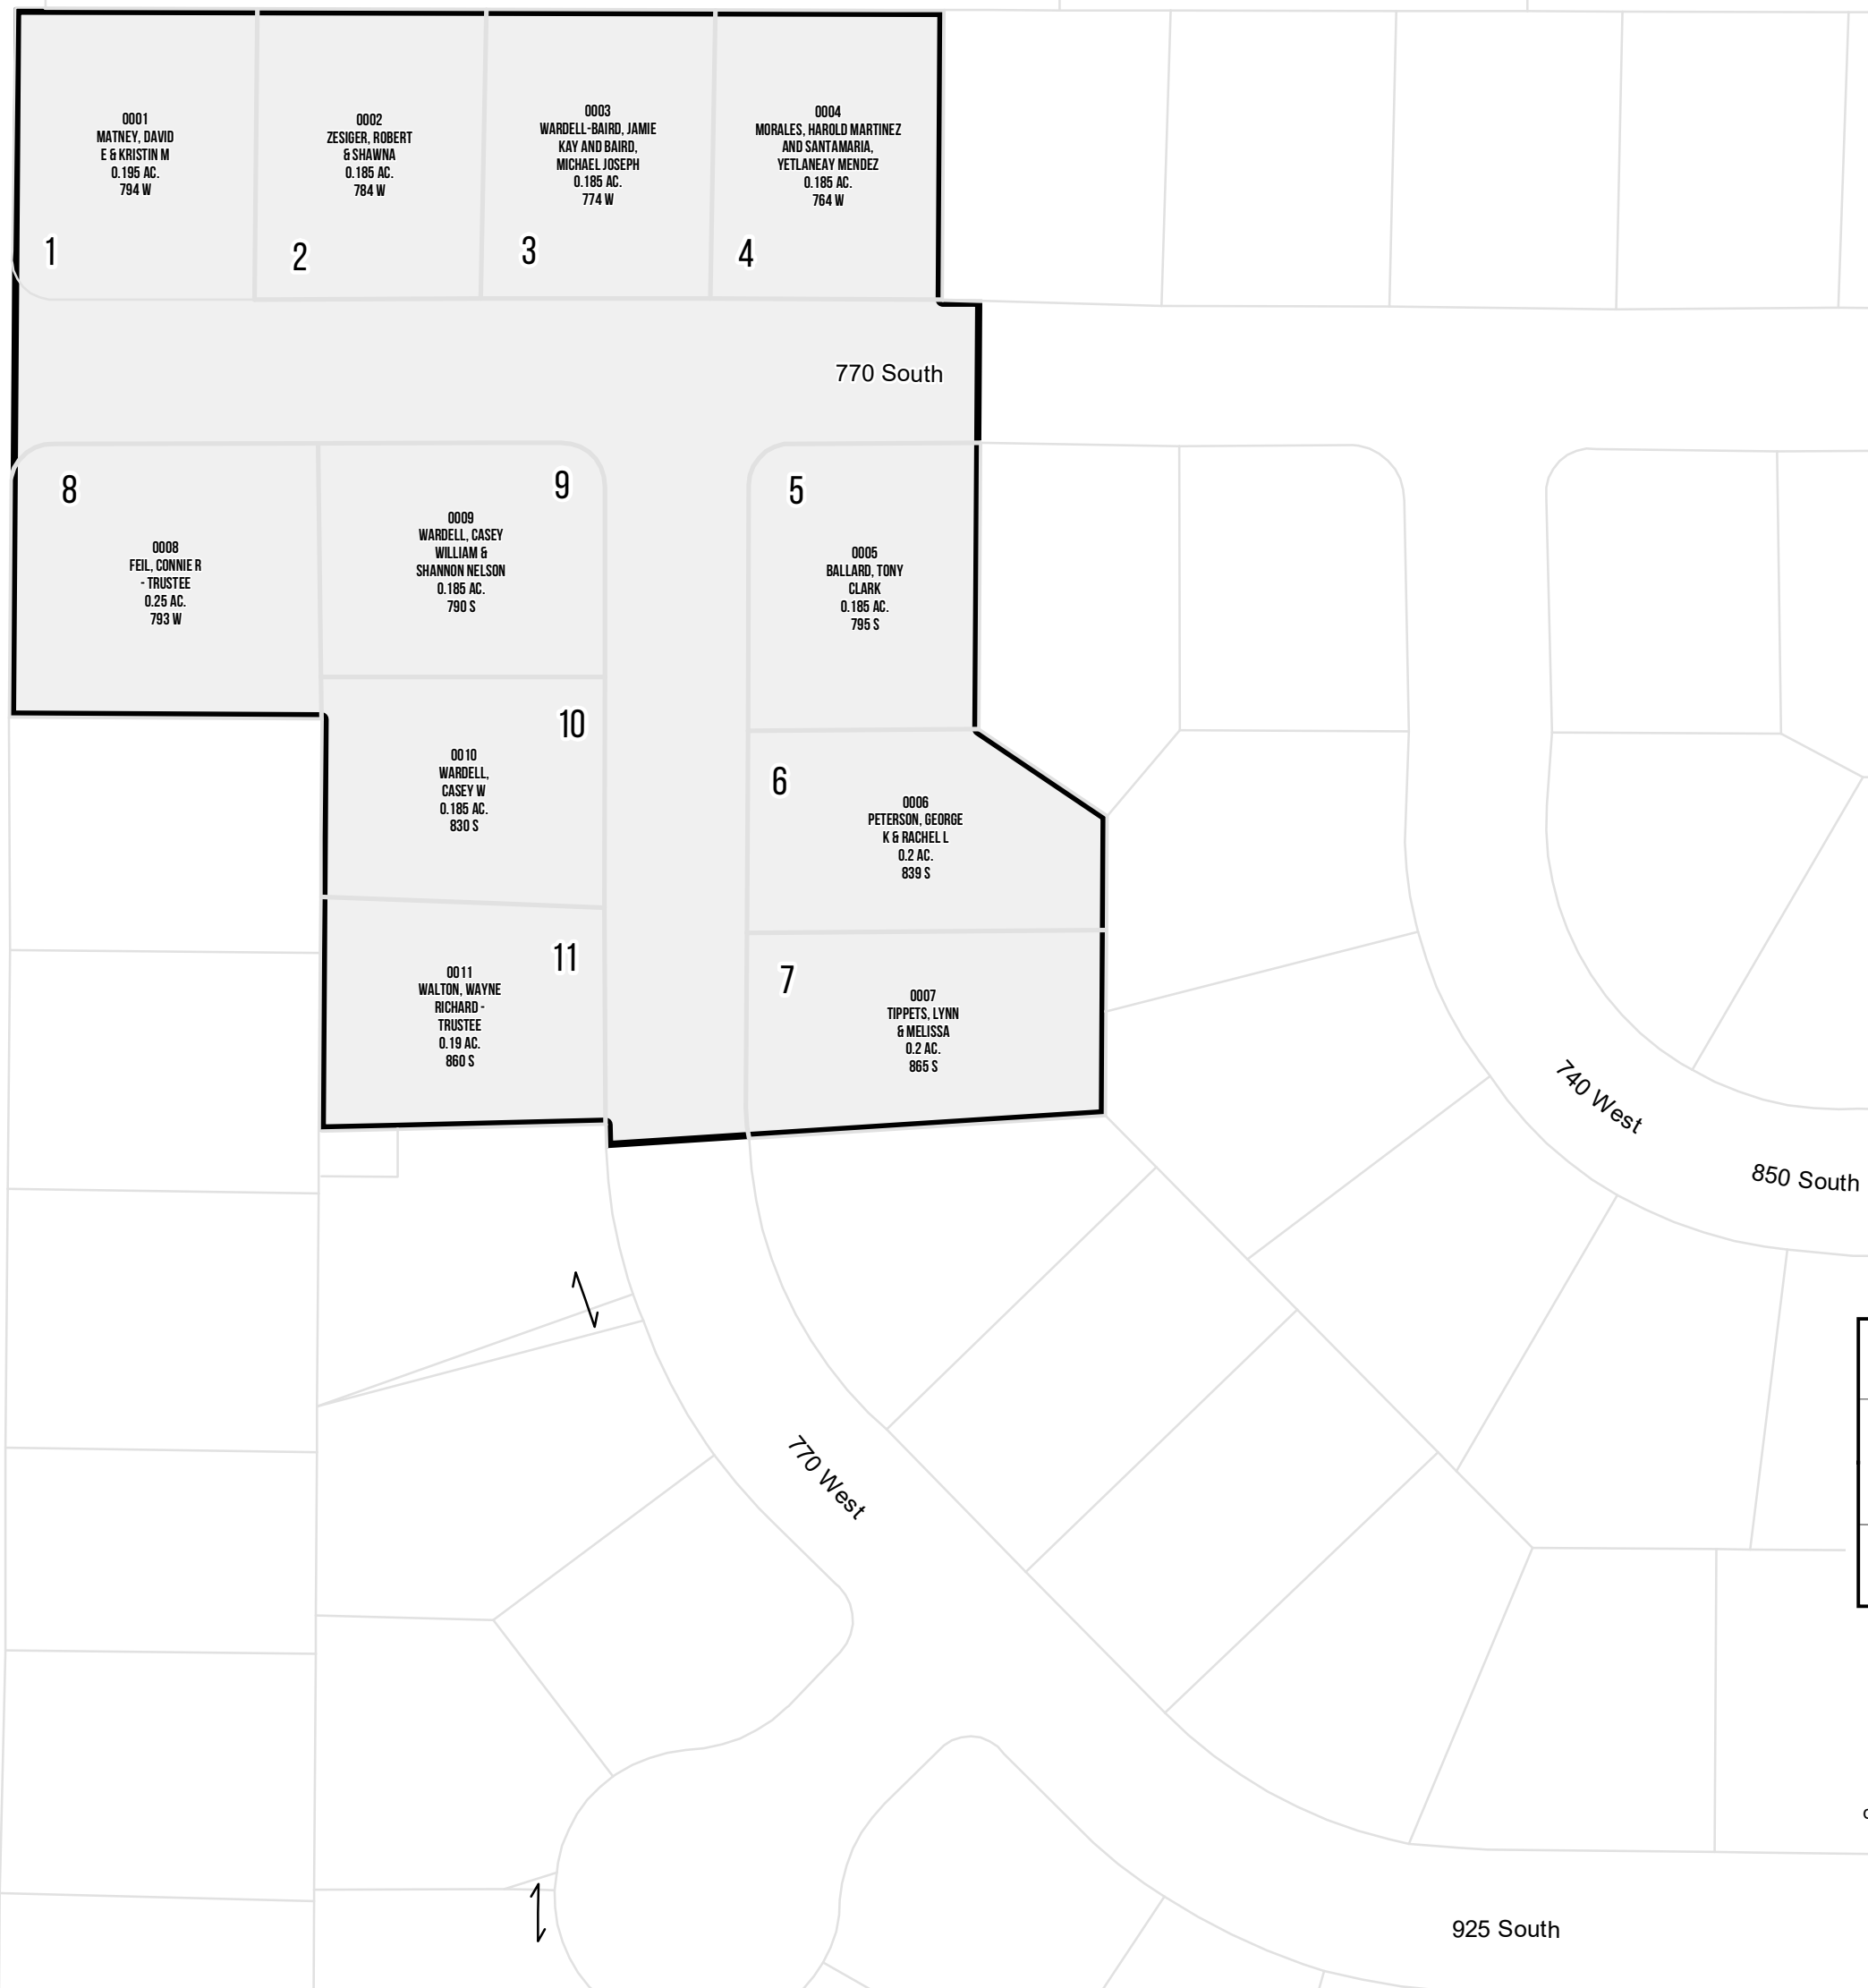 0001
MATNEY, DAVID
E & KRISTIN M
0.195 AC.
794 W
1
0002
ZESIGER, ROBERT
& SHAWNA
0.185 AC.
784 W
2
0003
WARDELL-BAIRD, JAMIE
KAY AND BAIRD,
MICHAEL JOSEPH
0.185 AC.
774 W
3
0004
MORALES, HAROLD MARTINEZ
AND SANTAMARIA,
YETLANEAY MENDEZ
0.185 AC.
764 W
4
770 South
8
0008
FEIL, CONNIE R
- TRUSTEE
0.25 AC.
793 W
9
0009
WARDELL, CASEY
WILLIAM &
SHANNON NELSON
0.185 AC.
790 S
5
0005
BALLARD, TONY
CLARK
0.185 AC.
795 S
10
0010
WARDELL,
CASEY W
0.185 AC.
830 S
6
0006
PETERSON, GEORGE
K & RACHEL L
0.2 AC.
839 S
11
0011
WALTON, WAYNE
RICHARD -
TRUSTEE
0.19 AC.
860 S
7
0007
TIPPETS, LYNN
& MELISSA
0.2 AC.
865 S
740 West
850 South
770 West
925 South